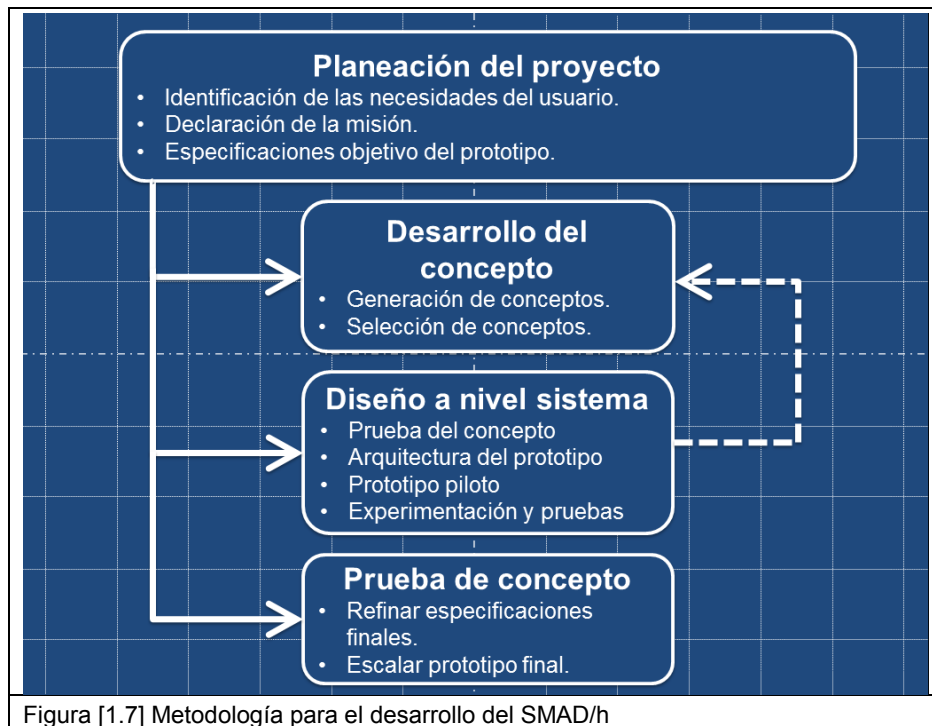 Planeación del proyecto
• Identificación de las necesidades del usuario.
• Declaración de la misión.
• Especificaciones objetivo del prototipo.
Desarrollo del
concepto
• Generación de conceptos.
• Selección de conceptos.
Diseño a nivel sistema
• Prueba del concepto
• Arquitectura del prototipo
• Prototipo piloto
• Experimentación y pruebas
Prueba de concepto
• Refinar especificaciones
finales.
• Escalar prototipo final.
Figura [1.7] Metodología para el desarrollo del SMAD/h